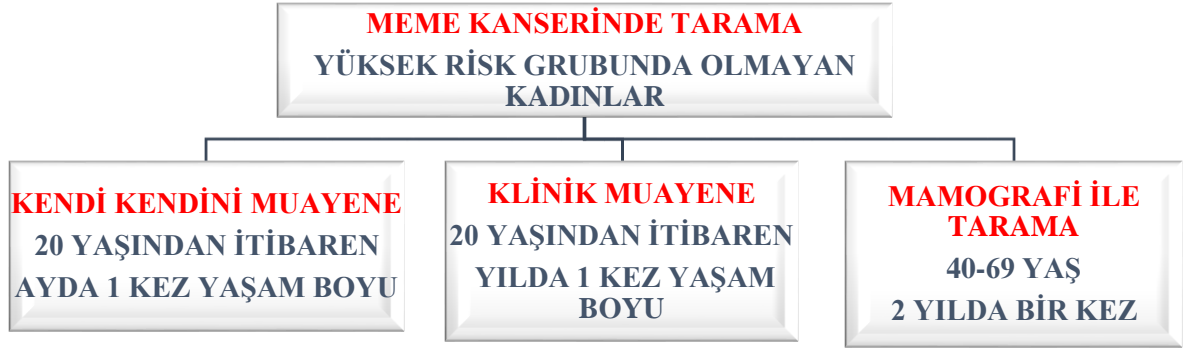 MEME KANSERİNDE TARAMA
YÜKSEK RİSK GRUBUNDA OLMAYAN
KADINLAR
KENDİ KENDİNİ MUAYENE
20 YAŞINDAN İTİBAREN
AYDA 1 KEZ YAŞAM BOYU
KLİNİK MUAYENE
20 YAŞINDAN İTİBAREN
YILDA 1 KEZ YAŞAM
BOYU
MAMOGRAFİ İLE
TARAMA
40-69 YAŞ
2 YILDA BİR KEZ